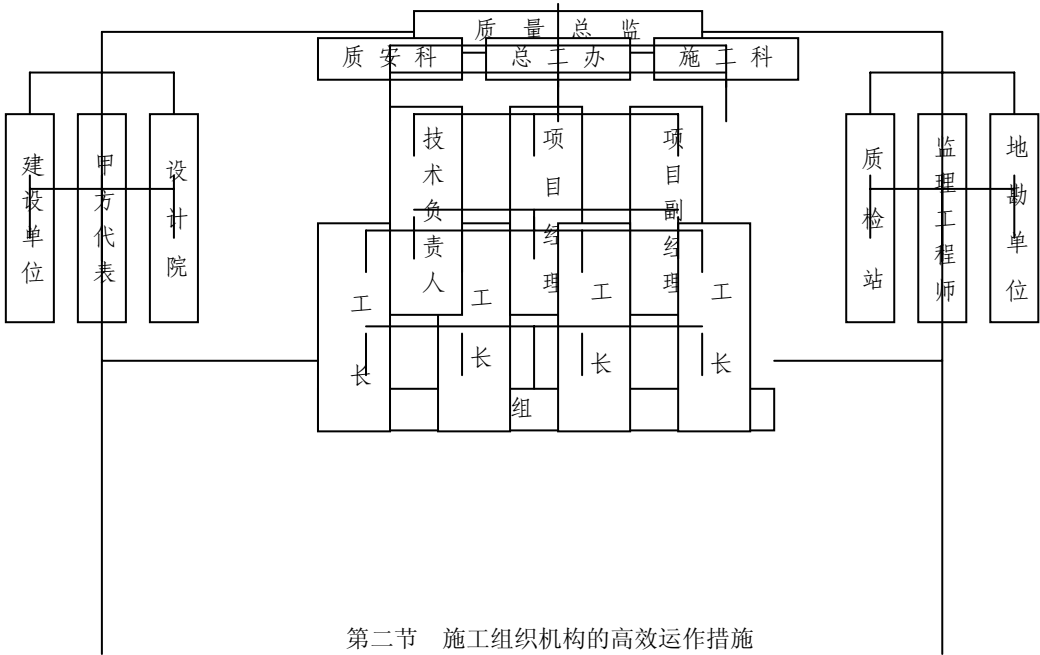 质量总监
质安科
总工办
施工科
建设单位
甲方代表
设计院
技术负责人
项目经理
项目副经理
质检站
监理工程师
地勘单位
工长
工长
工长
工长
组
第二节 施工组织机构的高效运作措施